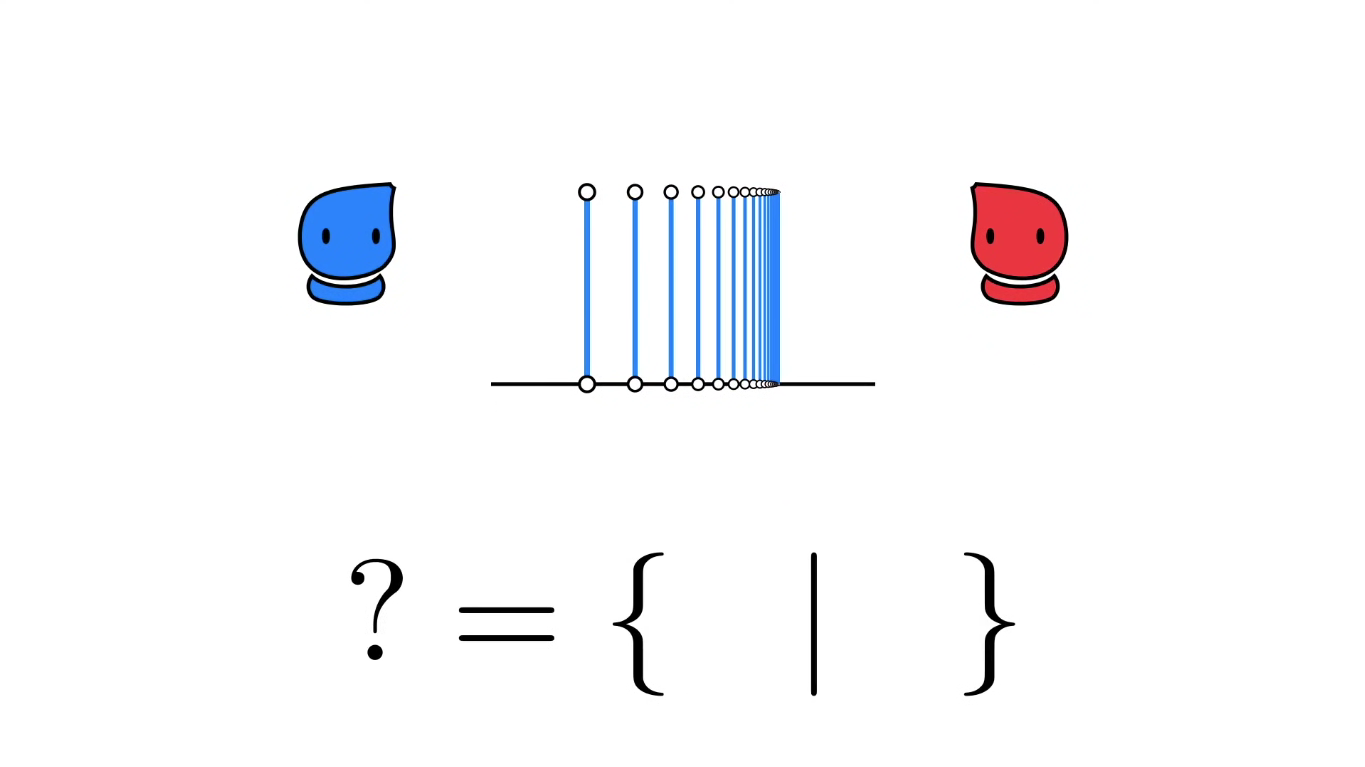 ? = { | }